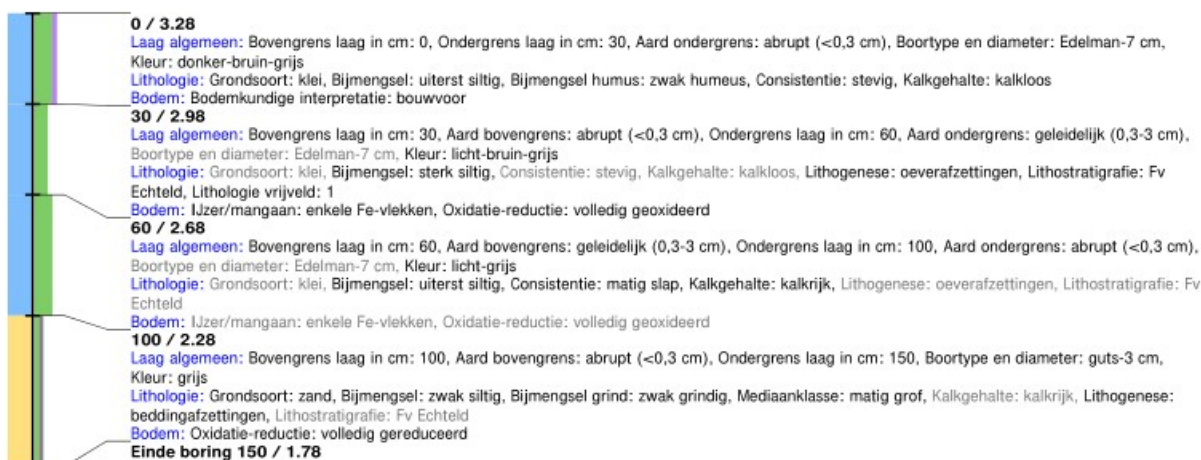 0 / 3.28
Laag algemeen: Bovengrens laag in cm: 0, Ondergrens laag in cm: 30, Aard ondergrens: abrupt (<0,3 cm), Boortype en diameter: Edelman-7 cm,
Kleur: donker-bruin-grijs
Lithologie: Grondsoort: klei, Bijmengsel: uiterst siltig, Bijmengsel humus: zwak humeus, Consistentie: stevig, Kalkgehalte: kalkloos
Bodem: Bodemkundige interpretatie: bouwvoor
30 / 2.98
Laag algemeen: Bovengrens laag in cm: 30, Aard bovengrens: abrupt (<0,3 cm), Ondergrens laag in cm: 60, Aard ondergrens: geleidelijk (0,3-3 cm),
Boortype en diameter: Edelman-7 cm, Kleur: licht-bruin-grijs
Lithologie: Grondsoort: klei, Bijmengsel: sterk siltig, Consistentie: stevig, Kalkgehalte: kalkloos, Lithogenese: oeverafzettingen, Lithostratigrafie: Fv
Echteld, Lithologie vrijveld: 1
Bodem: IJzer/mangaan: enkele Fe-vlekken, Oxidatie-reductie: volledig geoxideerd
60 / 2.68
Laag algemeen: Bovengrens laag in cm: 60, Aard bovengrens: geleidelijk (0,3-3 cm), Ondergrens laag in cm: 100, Aard ondergrens: abrupt (<0,3 cm),
Boortype en diameter: Edelman-7 cm, Kleur: licht-grijs
Lithologie: Grondsoort: klei, Bijmengsel: uiterst siltig, Consistentie: matig slap, Kalkgehalte: kalkrijk, Lithogenese: oeverafzettingen, Lithostratigrafie: Fv
Echteld
Bodem: IJzer/mangaan: enkele Fe-vlekken, Oxidatie-reductie: volledig geoxideerd
100 / 2.28
Laag algemeen: Bovengrens laag in cm: 100, Aard bovengrens: abrupt (<0,3 cm), Ondergrens laag in cm: 150, Boortype en diameter: guts-3 cm,
Kleur: grijs
Lithologie: Grondsoort: zand, Bijmengsel: zwak siltig, Bijmengsel grind: zwak grindig, Mediaanklasse: matig grof, Kalkgehalte: kalkrijk, Lithogenese:
beddingafzettingen, Lithostratigrafie: Fv Echteld
Bodem: Oxidatie-reductie: volledig gereduceerd
Einde boring 150 / 1.78